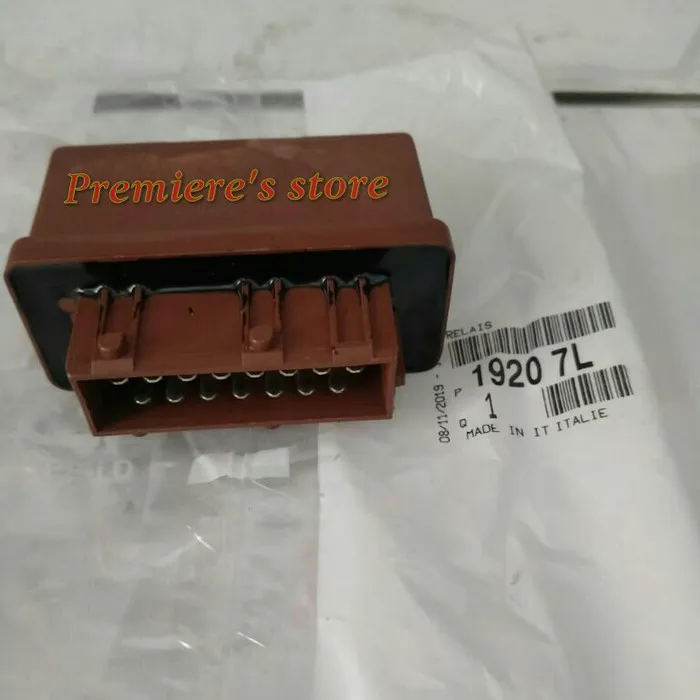 Premiere's store
RELAIS
P 1920 7L
Q 1
08/11/2019 -
MADE IN IT ITALIE